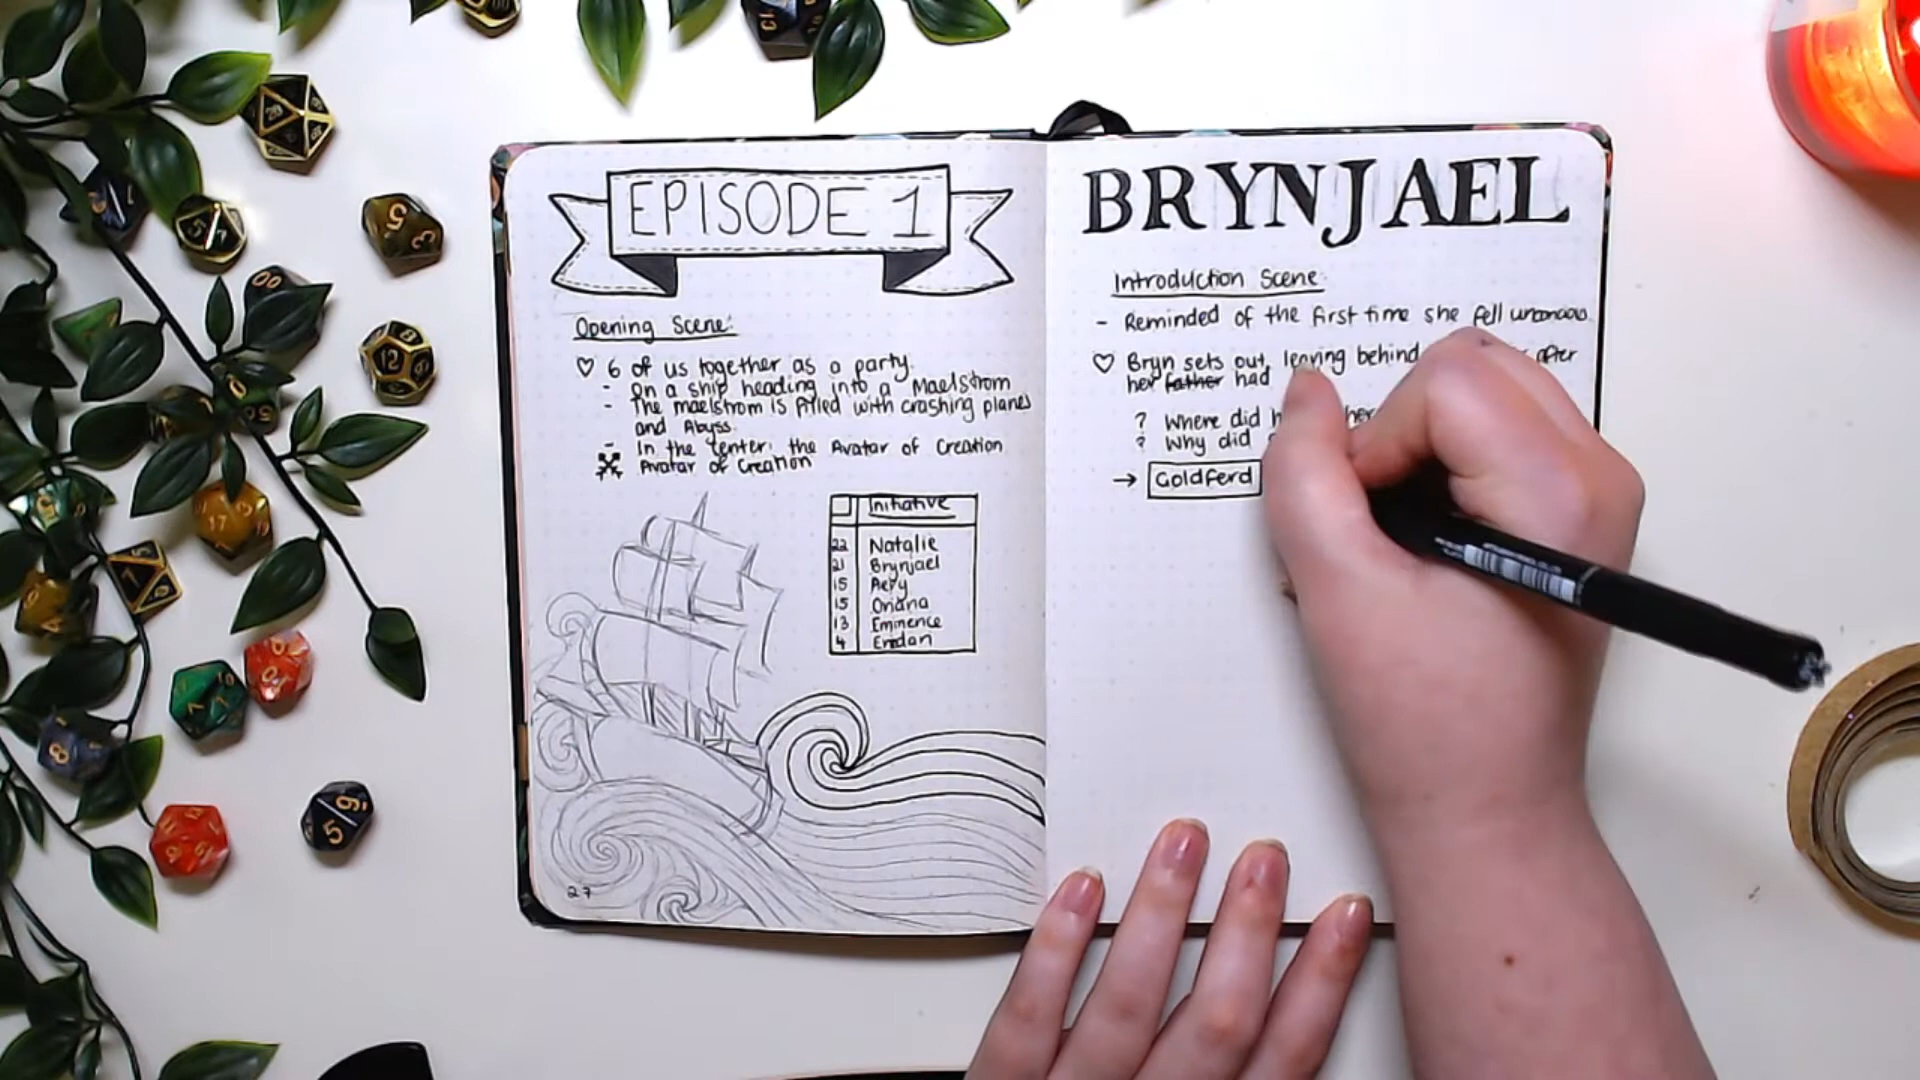 EPISODE 1
Opening Scene:
♡ 6 of us together as a party.
- On a ship heading into a Maelstrom
- The maelstrom is filled with crashing planes
and Abyss.
- In the center: the Avatar of Creation
Avatar of Creation
Initiative
22 Natalie
21 Brynjael
15 Aery
15 Oriana
13 Eminence
4
27
BRYNJAEL
Introduction Scene:
- Reminded of the first time she fell
♡ Bryn sets out, leaving behind after
her father had
? Where did
? Why did
→ Goldferd